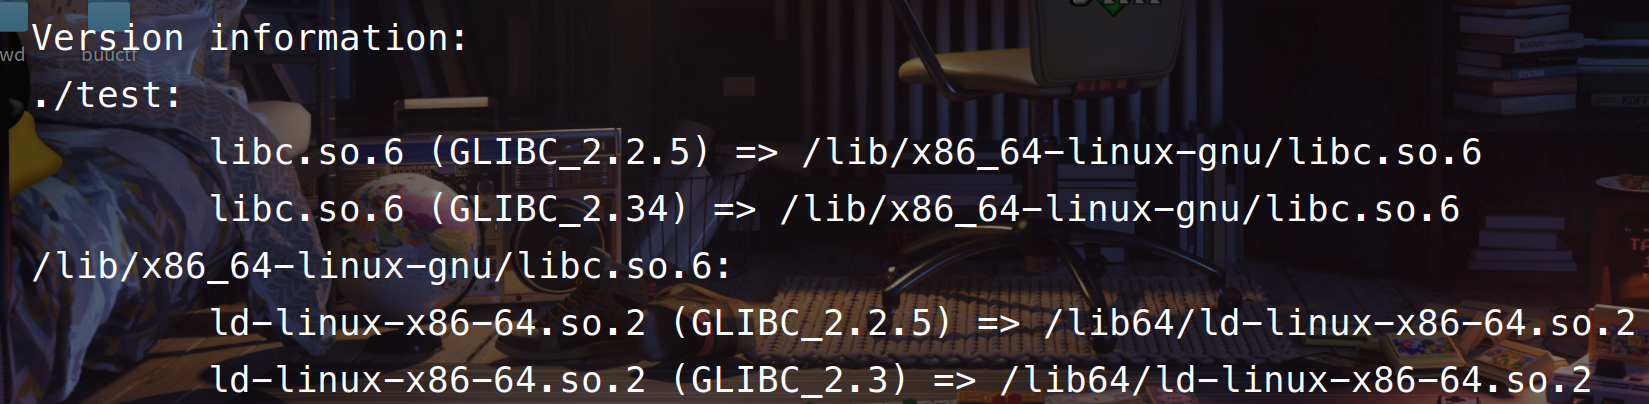 wd buuctf
Version information:
./test:
libc.so.6 (GLIBC_2.2.5) => /lib/x86_64-linux-gnu/libc.so.6
libc.so.6 (GLIBC_2.34) => /lib/x86_64-linux-gnu/libc.so.6
/lib/x86_64-linux-gnu/libc.so.6:
ld-linux-x86-64.so.2 (GLIBC_2.2.5) => /lib64/ld-linux-x86-64.so.2
ld-linux-x86-64.so.2 (GLIBC_2.3) => /lib64/ld-linux-x86-64.so.2